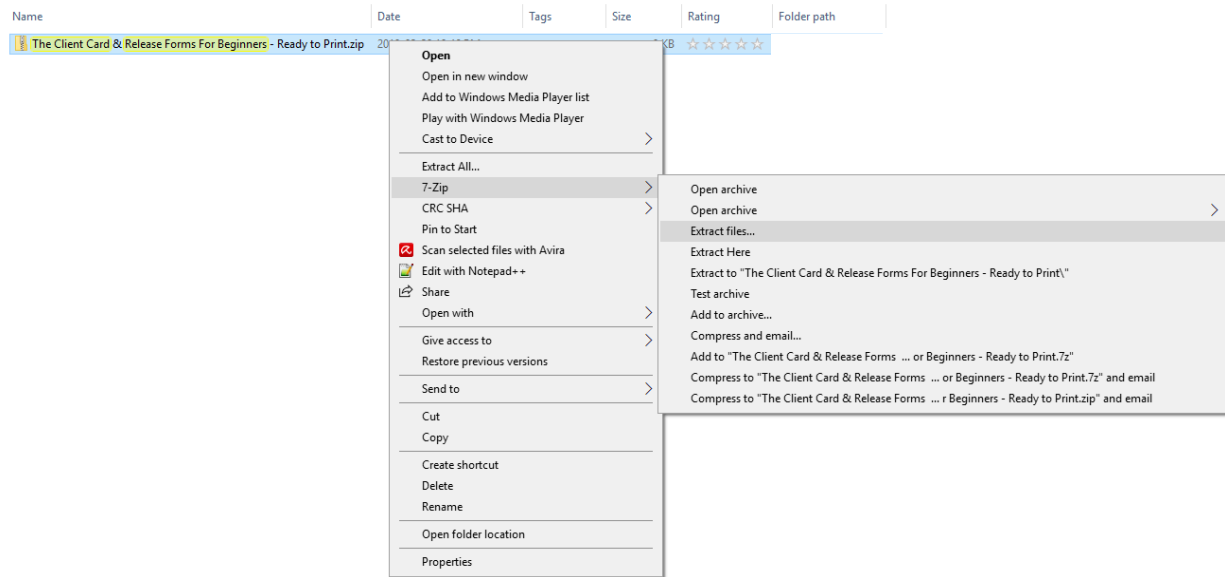 Name Date Tags Size Rating Folder path
The Client Card & Release Forms For Beginners - Ready to Print.zip KB
Open
Open in new window
Add to Windows Media Player list
Play with Windows Media Player
Cast to Device
Extract All...
7-Zip
CRC SHA
Pin to Start
Scan selected files with Avira
Edit with Notepad++
Share
Open with
Give access to
Restore previous versions
Send to
Cut
Copy
Create shortcut
Delete
Rename
Open folder location
Properties
Open archive
Open archive
Extract files...
Extract Here
Extract to "The Client Card & Release Forms For Beginners - Ready to Print\"
Test archive
Add to archive...
Compress and email...
Add to "The Client Card & Release Forms ... or Beginners - Ready to Print.7z"
Compress to "The Client Card & Release Forms ... or Beginners - Ready to Print.7z" and email
Compress to "The Client Card & Release Forms ... r Beginners - Ready to Print.zip" and email